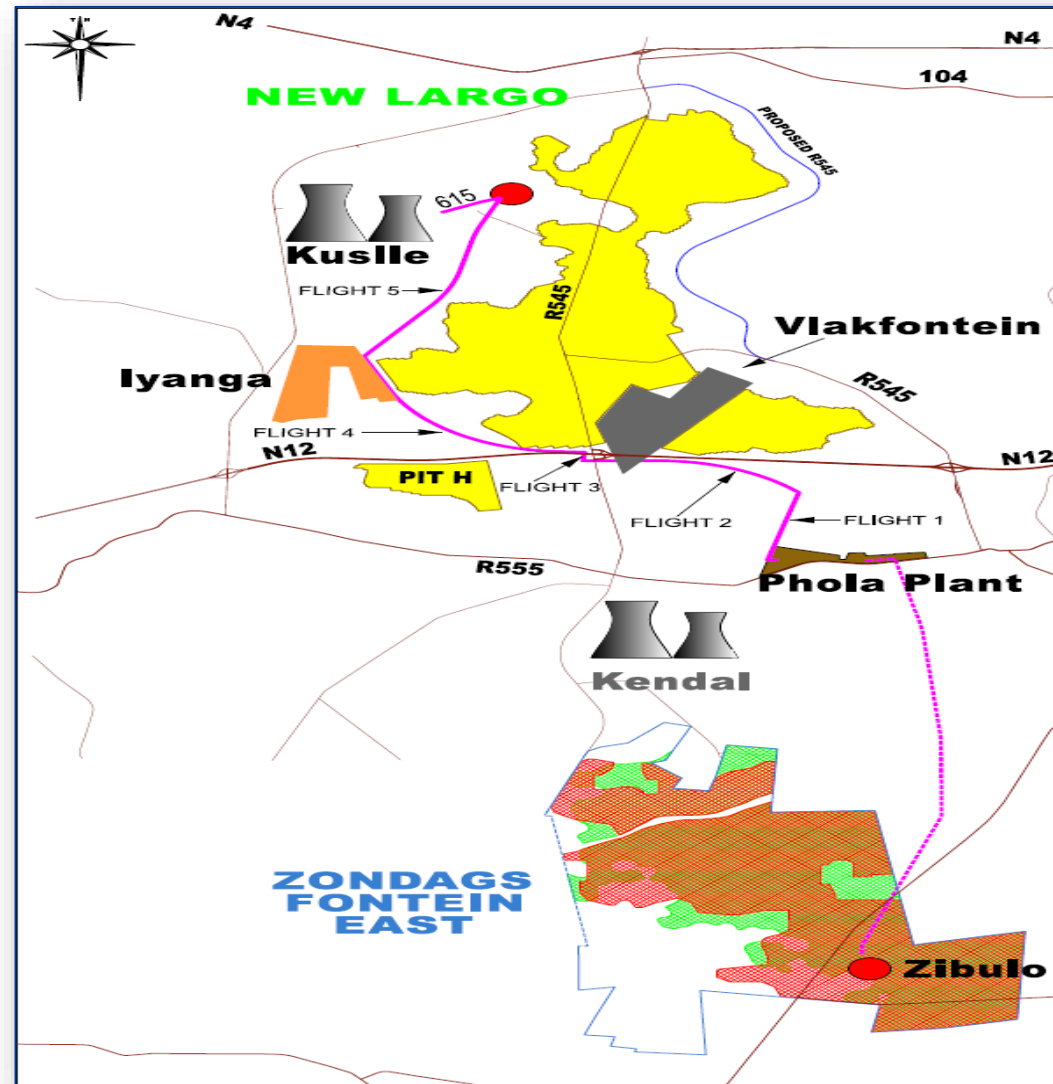 N4
N4
104
NEW LARGO
PROPOSED R545
615
Kusile
FLIGHT 5
R545
Vlakfontein
Iyanga
R545
FLIGHT 4
N12
N12
PIT H
FLIGHT 3
FLIGHT 2
FLIGHT 1
R555
Phola Plant
Kendal
ZONDAGS
FONTEIN
EAST
Zibulo